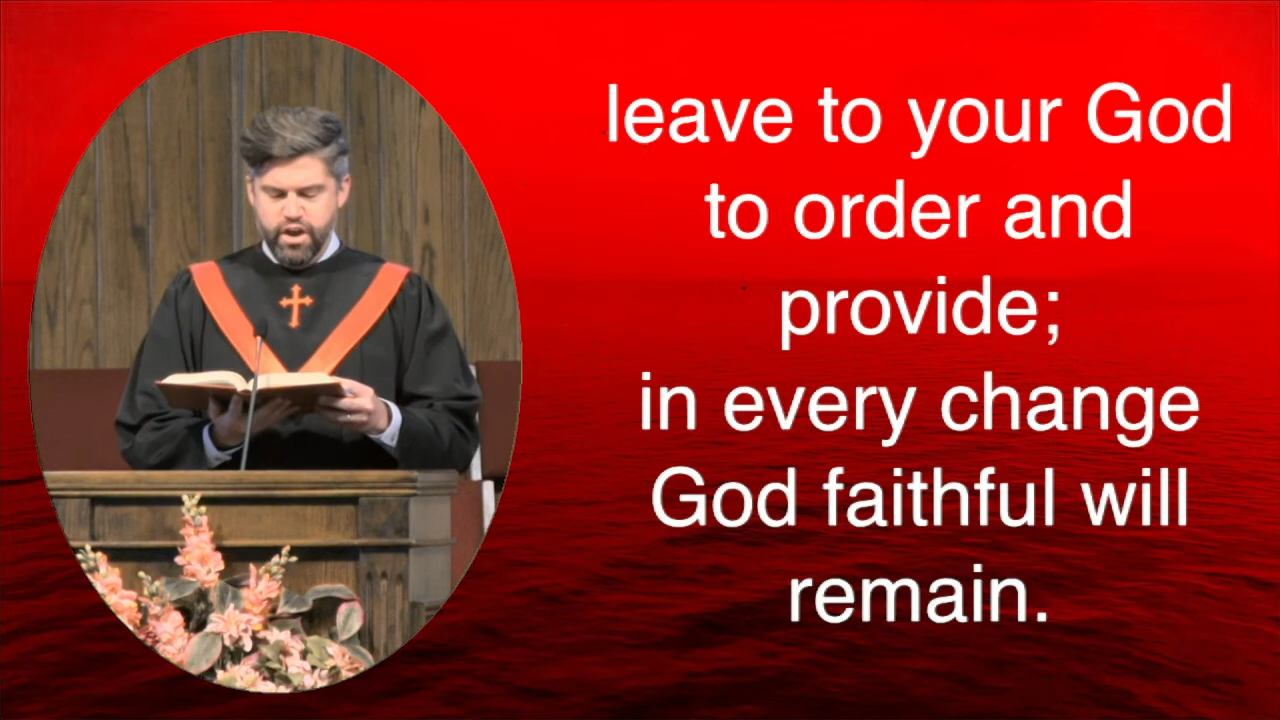 leave to your God
to order and
provide;
in every change
God faithful will
remain.